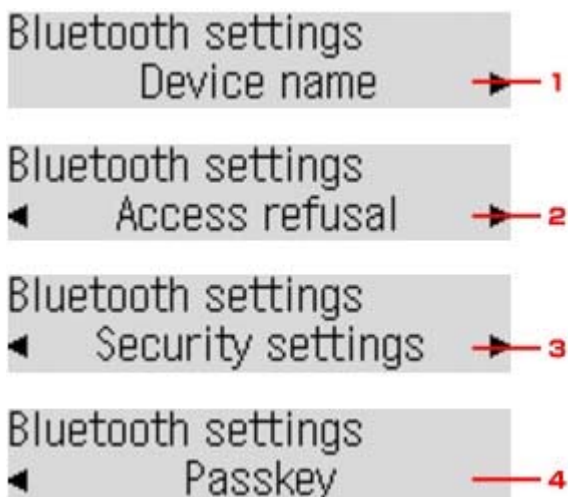 Bluetooth settings
Device name 1
Bluetooth settings
Access refusal 2
Bluetooth settings
Security settings 3
Bluetooth settings
Passkey 4